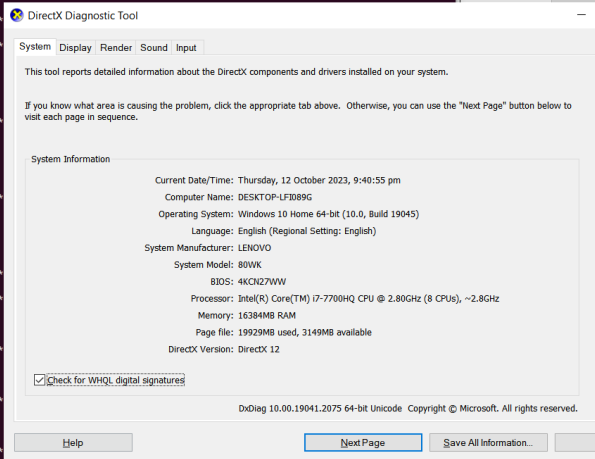 DirectX Diagnostic Tool
System Display Render Sound Input
This tool reports detailed information about the DirectX components and drivers installed on your system.
If you know what area is causing the problem, click the appropriate tab above. Otherwise, you can use the "Next Page" button below to
visit each page in sequence.
System Information
Current Date/Time: Thursday, 12 October 2023, 9:40:55 pm
Computer Name: DESKTOP-LFI089G
Operating System: Windows 10 Home 64-bit (10.0, Build 19045)
Language: English (Regional Setting: English)
System Manufacturer: LENOVO
System Model: 80WK
BIOS: 4KCN27WW
Processor: Intel(R) Core(TM) i7-7700HQ CPU @ 2.80GHz (8 CPUs), ~2.8GHz
Memory: 16384MB RAM
Page file: 19929MB used, 3149MB available
DirectX Version: DirectX 12
Check for WHQL digital signatures
DxDiag 10.00.19041.2075 64-bit Unicode Copyright © Microsoft. All rights reserved.
Help Next Page Save All Information...